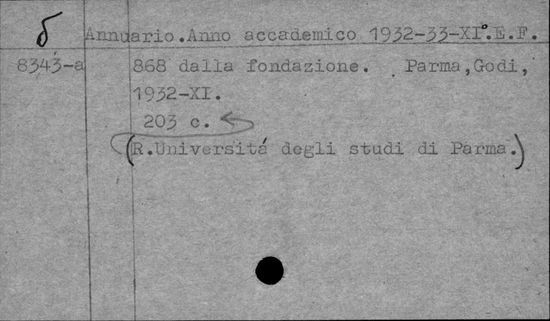 δ
Annuario.Anno accademico 1932-33-XI°.E.F.
8343-a 868 dalla fondazione. Parma,Godi,
1932-XI.
203 c.
(R.Universitá degli studi di Parma.)